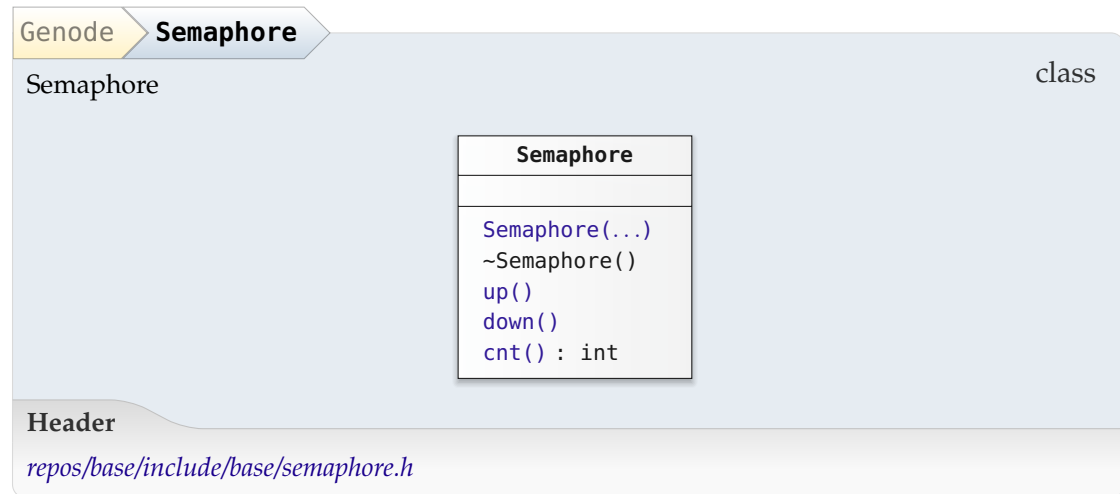 Genode Semaphore
Semaphore class
Semaphore
Semaphore(...)
~Semaphore()
up()
down()
cnt() : int
Header
repos/base/include/base/semaphore.h